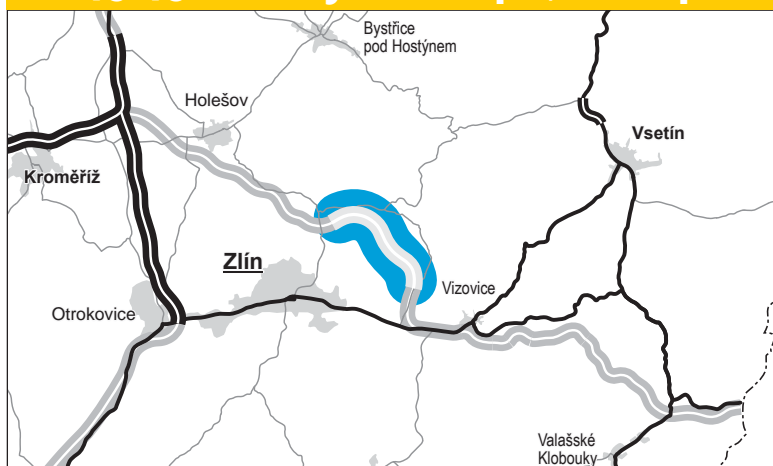 Bystřice
pod Hostýnem
Holešov
Vsetín
Kroměříž
Zlín
Vizovice
Otrokovice
Valašské
Klobouky